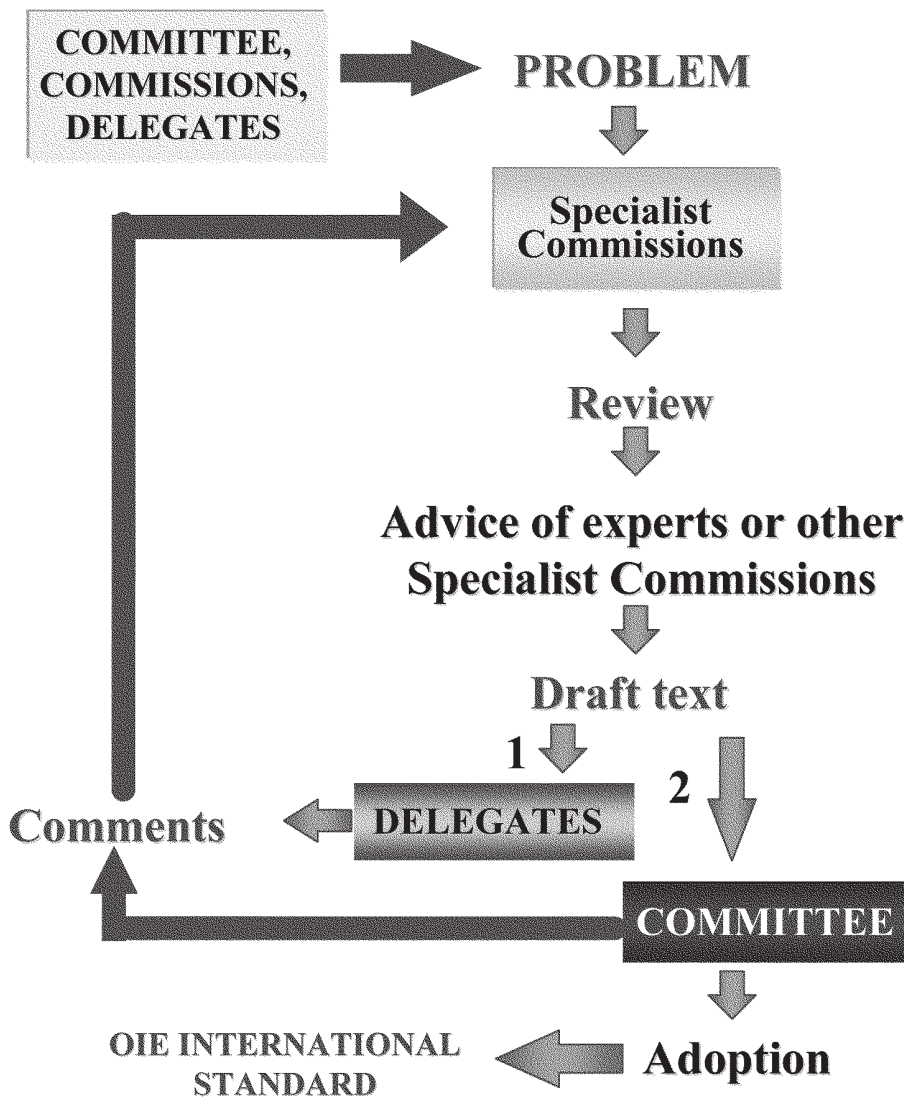 COMMITTEE,
COMMISSIONS,
DELEGATES
PROBLEM
Specialist
Commissions
Review
Advice of experts or other
Specialist Commissions
Draft text
1
2
DELEGATES
Comments
COMMITTEE
Adoption
OIE INTERNATIONAL
STANDARD